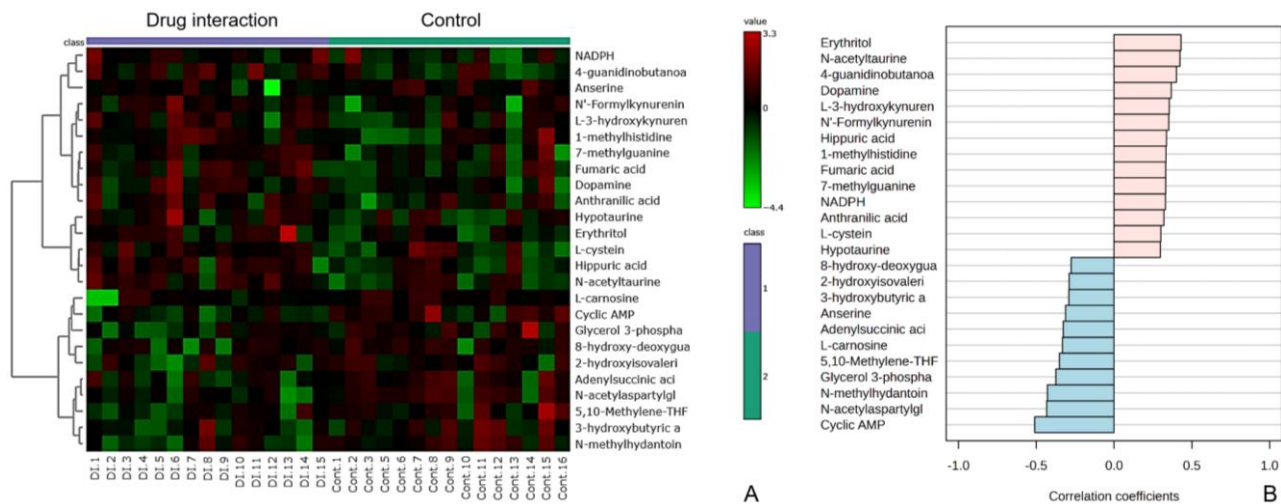 Drug interaction
Control
class
NADPH
4-guanidinobutanoa
Anserine
N'-Formylkynurenin
L-3-hydroxykynuren
1-methylhistidine
7-methylguanine
Fumaric acid
Dopamine
Anthranilic acid
Hypotaurine
Erythritol
L-cystein
Hippuric acid
N-acetyltaurine
L-carnosine
Cyclic AMP
Glycerol 3-phospha
8-hydroxy-deoxygua
2-hydroxyisovaleri
Adenylsuccinic aci
N-acetylaspartylgl
5,10-Methylene-THF
3-hydroxybutyric a
N-methylhydantoin
DI.1
DI.2
DI.3
DI.4
DI.5
DI.6
DI.7
DI.8
DI.9
DI.10
DI.11
DI.12
DI.13
DI.14
DI.15
Cont.1
Cont.2
Cont.3
Cont.5
Cont.6
Cont.7
Cont.8
Cont.9
Cont.10
Cont.11
Cont.12
Cont.13
Cont.14
Cont.15
Cont.16
value
3.3
0
−4.4
class
1
2
A
Erythritol
N-acetyltaurine
4-guanidinobutanoa
Dopamine
L-3-hydroxykynuren
N'-Formylkynurenin
Hippuric acid
1-methylhistidine
Fumaric acid
7-methylguanine
NADPH
Anthranilic acid
L-cystein
Hypotaurine
8-hydroxy-deoxygua
2-hydroxyisovaleri
3-hydroxybutyric a
Anserine
Adenylsuccinic aci
L-carnosine
5,10-Methylene-THF
Glycerol 3-phospha
N-methylhydantoin
N-acetylaspartylgl
Cyclic AMP
-1.0 -0.5 0.0 0.5 1.0
Correlation coefficients
B